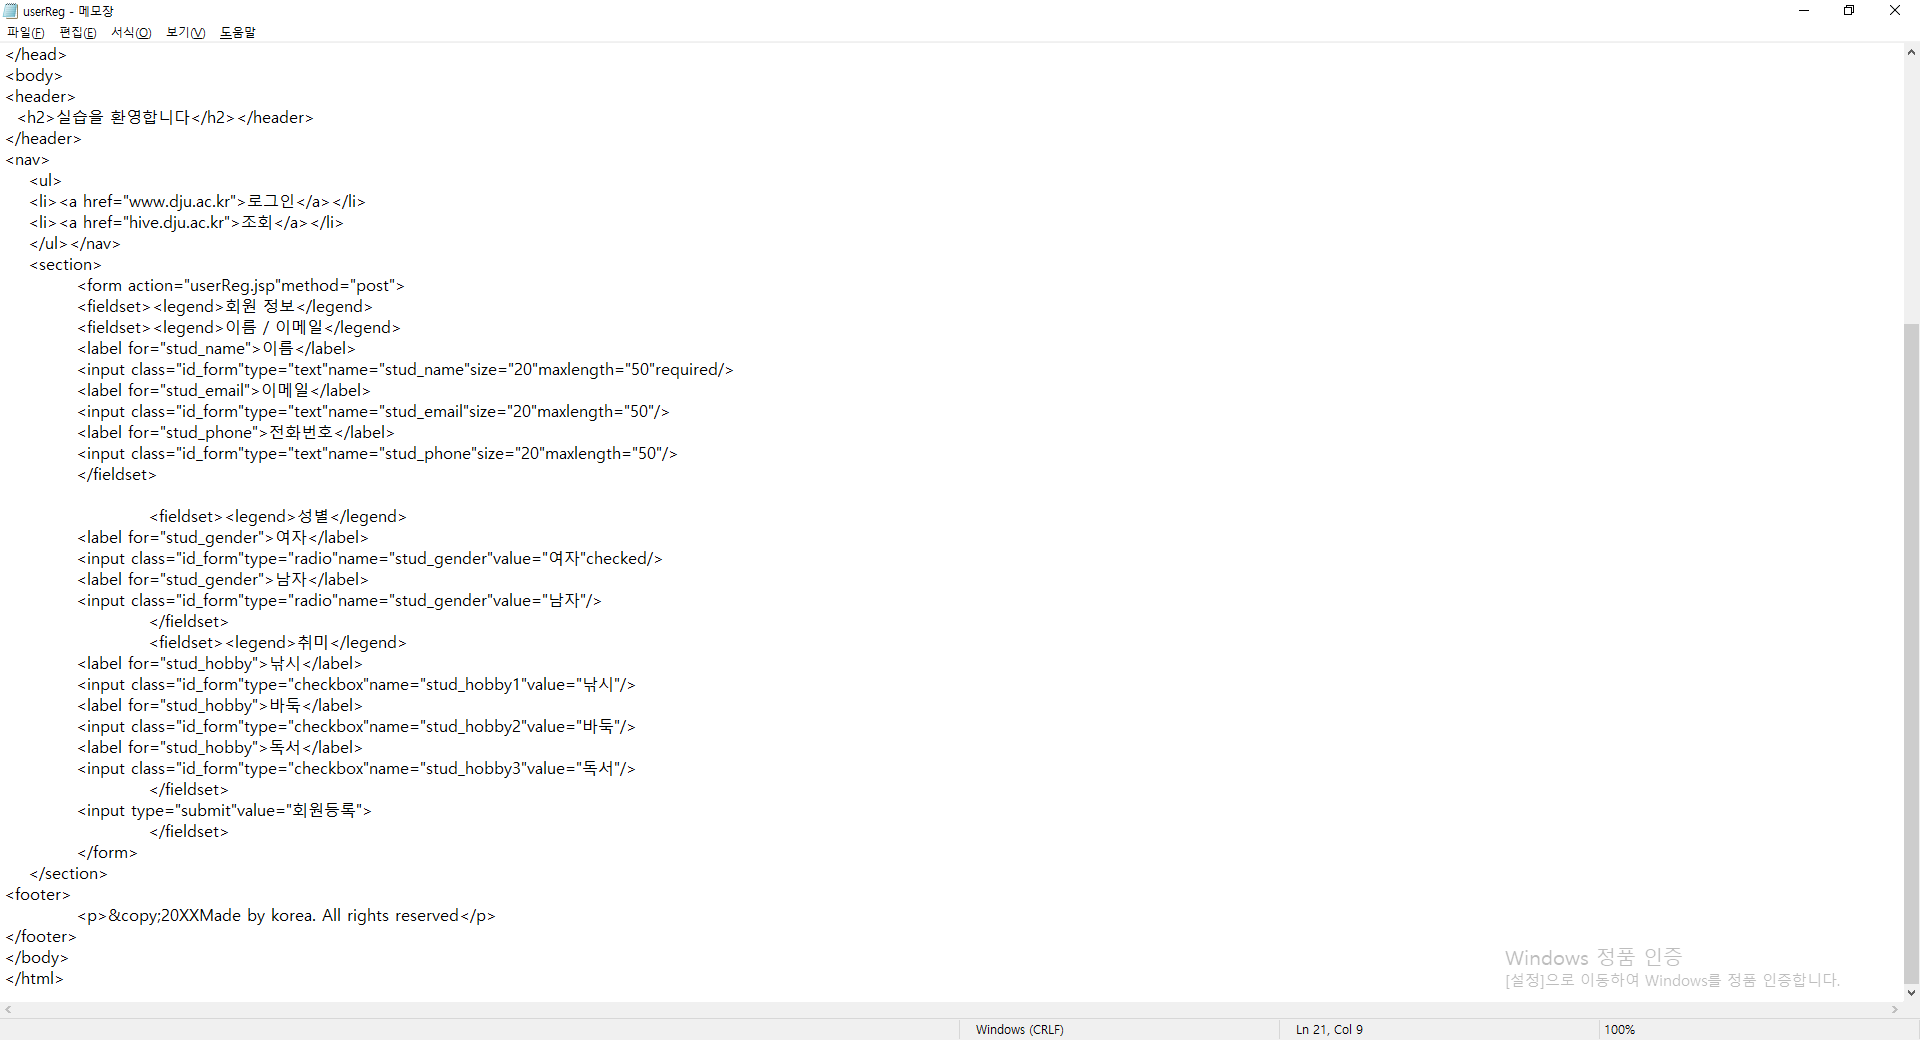 userReg - 메모장
파일(F) 편집(E) 서식(O) 보기(V) 도움말
</head>
<body>
<header>
<h2>실습을 환영합니다</h2></header>
</header>
<nav>
<ul>
<li><a href="www.dju.ac.kr">로그인</a></li>
<li><a href="hive.dju.ac.kr">조회</a></li>
</ul></nav>
<section>
<form action="userReg.jsp"method="post">
<fieldset><legend>회원 정보</legend>
<fieldset><legend>이름 / 이메일</legend>
<label for="stud_name">이름</label>
<input class="id_form"type="text"name="stud_name"size="20"maxlength="50"required/>
<label for="stud_email">이메일</label>
<input class="id_form"type="text"name="stud_email"size="20"maxlength="50"/>
<label for="stud_phone">전화번호</label>
<input class="id_form"type="text"name="stud_phone"size="20"maxlength="50"/>
</fieldset>
<fieldset><legend>성별</legend>
<label for="stud_gender">여자</label>
<input class="id_form"type="radio"name="stud_gender"value="여자"checked/>
<label for="stud_gender">남자</label>
<input class="id_form"type="radio"name="stud_gender"value="남자"/>
</fieldset>
<fieldset><legend>취미</legend>
<label for="stud_hobby">낚시</label>
<input class="id_form"type="checkbox"name="stud_hobby1"value="낚시"/>
<label for="stud_hobby">바둑</label>
<input class="id_form"type="checkbox"name="stud_hobby2"value="바둑"/>
<label for="stud_hobby">독서</label>
<input class="id_form"type="checkbox"name="stud_hobby3"value="독서"/>
</fieldset>
<input type="submit"value="회원등록">
</fieldset>
</form>
</section>
<footer>
<p>&copy;20XXMade by korea. All rights reserved</p>
</footer>
</body>
</html>
Windows 정품 인증
[설정]으로 이동하여 Windows를 정품 인증합니다.
Windows (CRLF) Ln 21, Col 9 100%